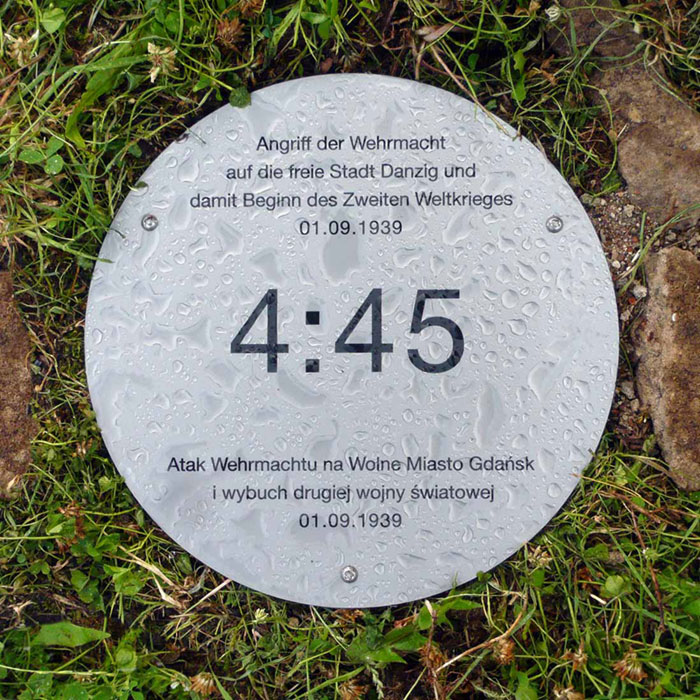 Angriff der Wehrmacht
auf die freie Stadt Danzig und
damit Beginn des Zweiten Weltkrieges
01.09.1939
4:45
Atak Wehrmachtu na Wolne Miasto Gdańsk
i wybuch drugiej wojny światowej
01.09.1939